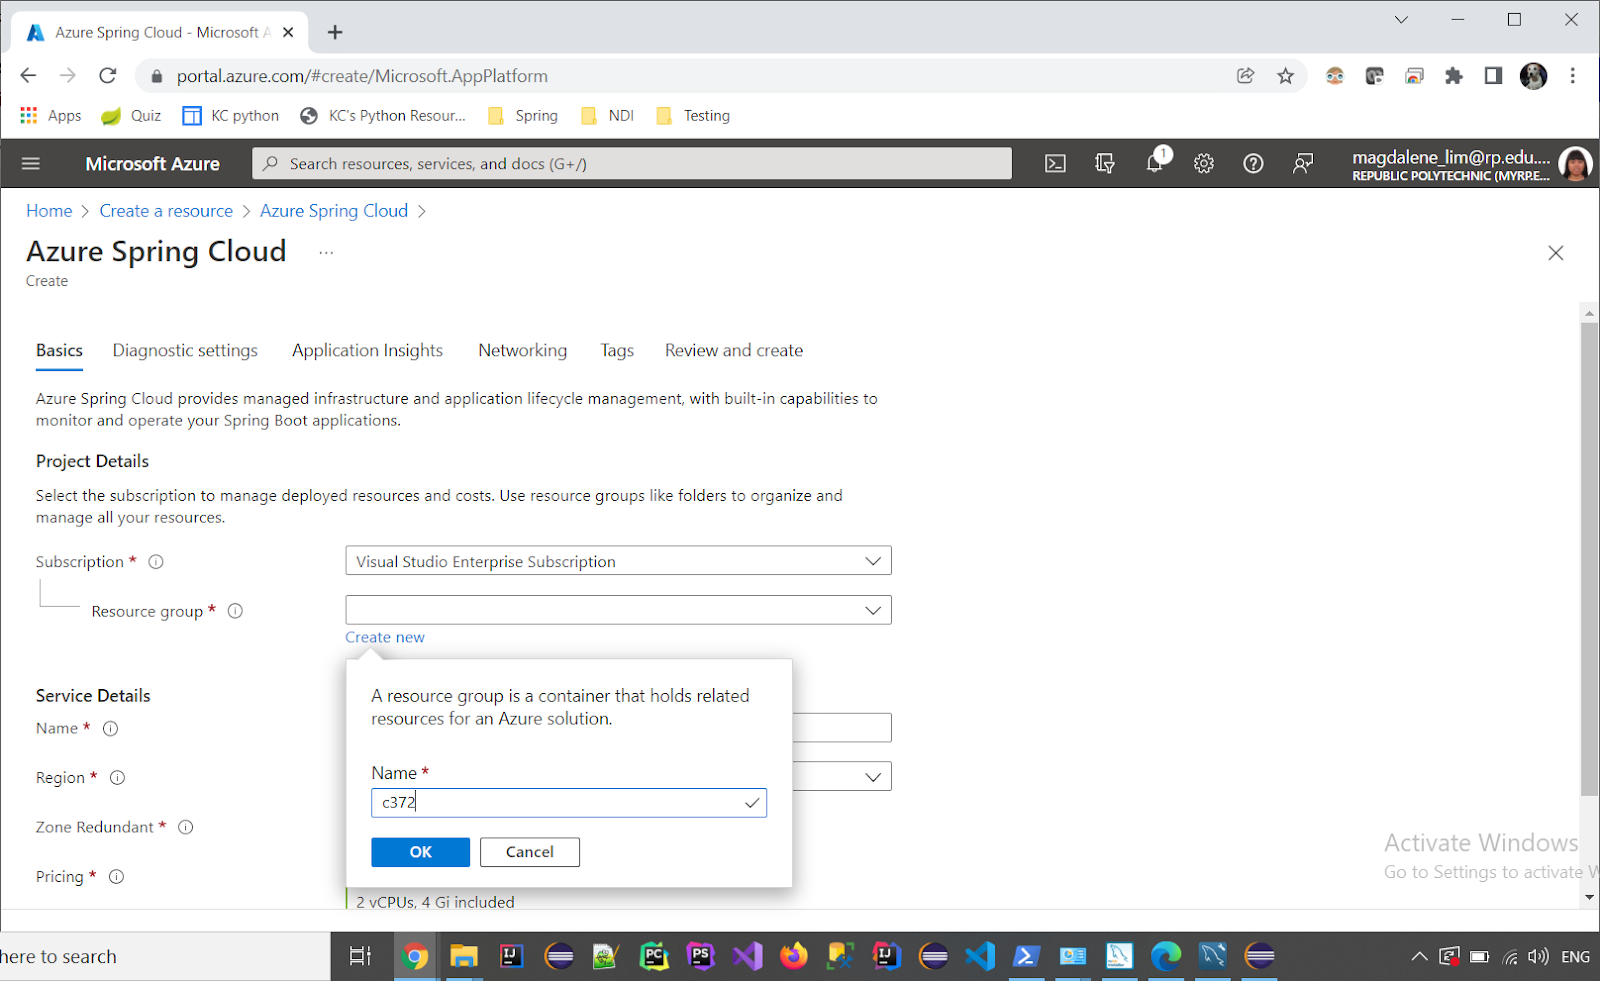 Azure Spring Cloud - Microsoft A
portal.azure.com/#create/Microsoft.AppPlatform
Apps
Quiz
KC python
KC's Python Resour...
Spring
NDI
Testing
Microsoft Azure
Search resources, services, and docs (G+/)
1
magdalene_lim@rp.edu....
REPUBLIC POLYTECHNIC (MYRP.E...
Home > Create a resource > Azure Spring Cloud >
Azure Spring Cloud ...
Create
Basics
Diagnostic settings
Application Insights
Networking
Tags
Review and create
Azure Spring Cloud provides managed infrastructure and application lifecycle management, with built-in capabilities to
monitor and operate your Spring Boot applications.
Project Details
Select the subscription to manage deployed resources and costs. Use resource groups like folders to organize and
manage all your resources.
Subscription *
Visual Studio Enterprise Subscription
Resource group *
Create new
A resource group is a container that holds related
resources for an Azure solution.
Name *
c372
OK
Cancel
Service Details
Name *
Region *
Zone Redundant *
Pricing *
2 vCPUs, 4 Gi included
Activate Windows
Go to Settings to activate W
here to search
IJ
PC
PS
IJ
ENG